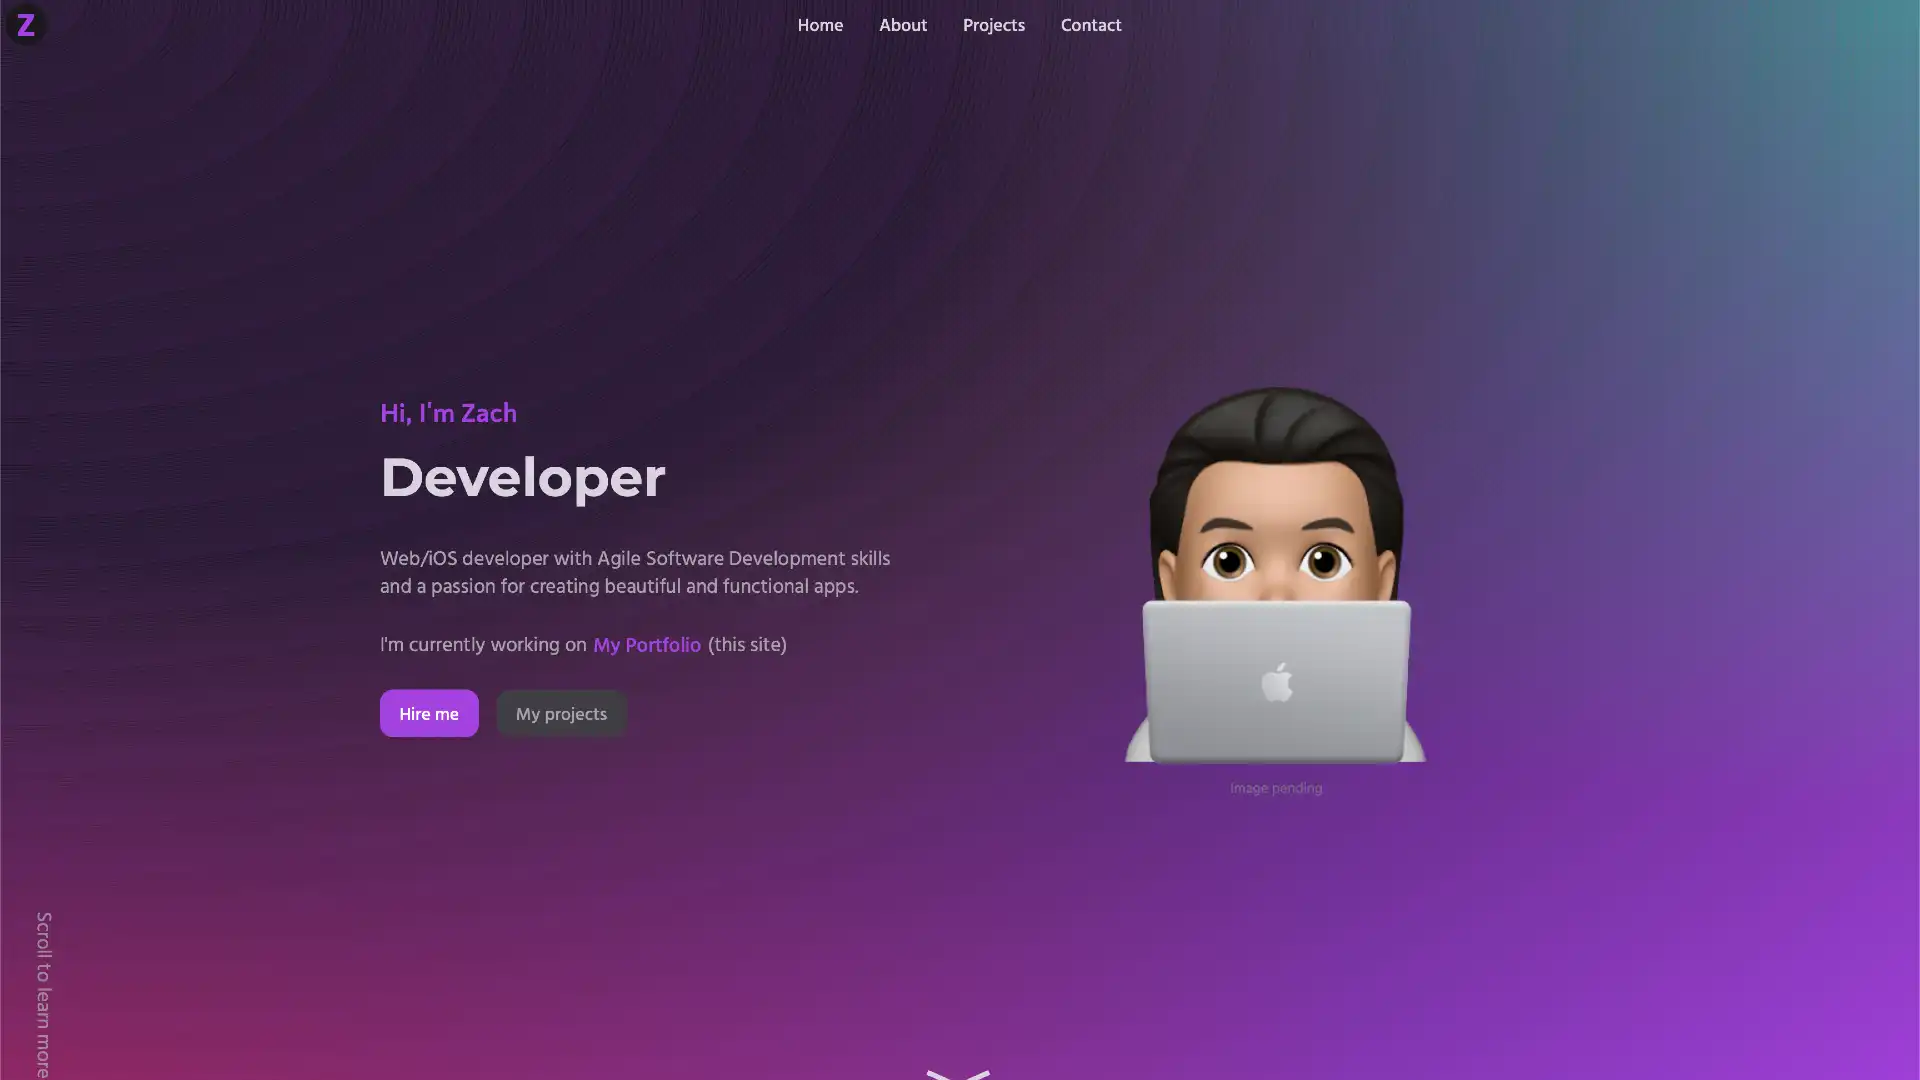 Z
Home
About
Projects
Contact
Hi, I'm Zach
Developer
Web/iOS developer with Agile Software Development skills
and a passion for creating beautiful and functional apps.
I'm currently working on My Portfolio (this site)
Hire me
My projects
Image pending
Scroll to learn more